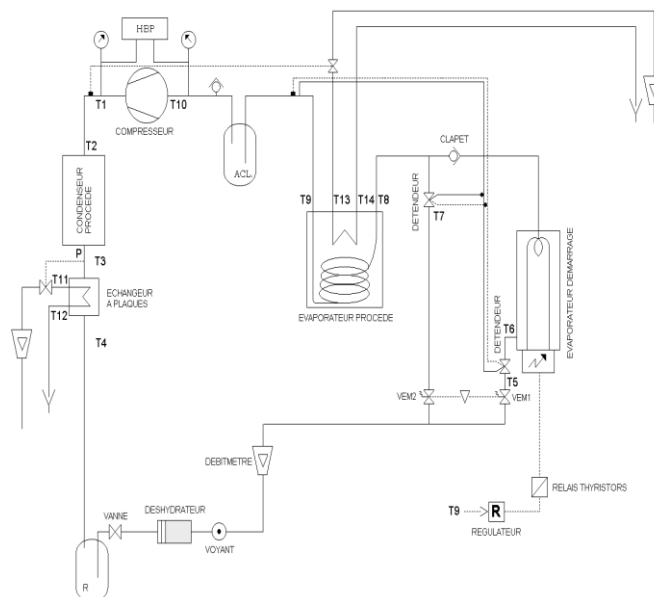 HBP
T1
T10
COMPRESSEUR
T2
ACL
CLAPET
CONDENSEUR
PROCEDE
T9
T13
T14
T8
DETENDEUR
T7
EVAPORATEUR PROCEDE
EVAPORATEUR DEMARRAGE
P
T3
T11
T12
ECHANGEUR
A PLAQUES
T4
DETENDEUR
T6
T5
VEM2
VEM1
DEBITMETRE
RELAIS THYRISTORS
T9
R
REGULATEUR
VANNE
DESHYDRATEUR
VOYANT
R